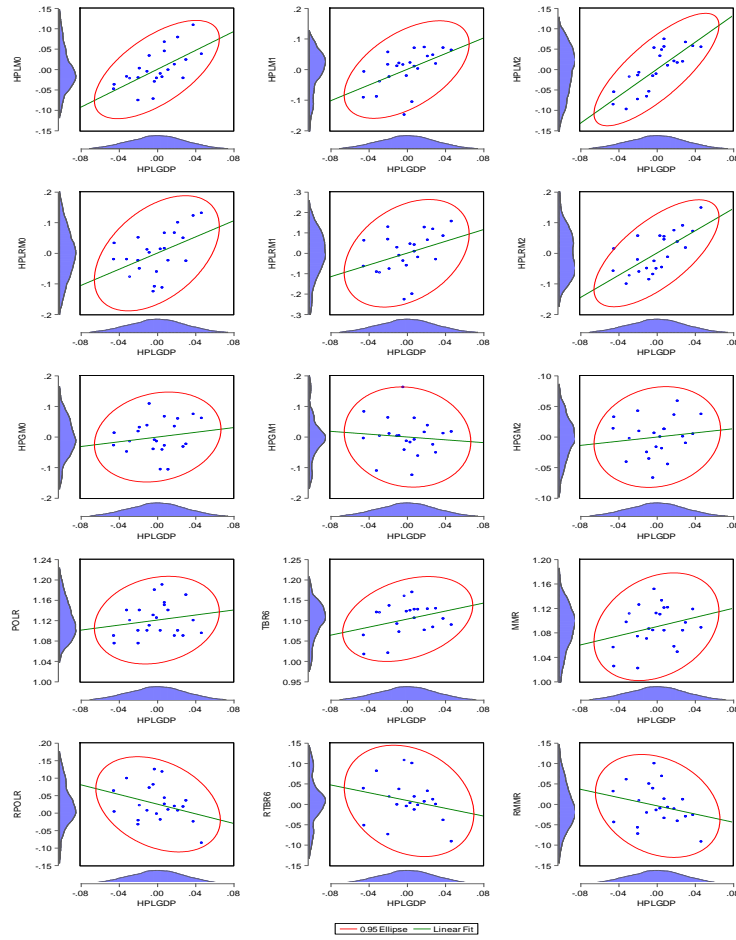 HPLM0
.15
.10
.05
.00
-.05
-.10
-.15
-.08 -.04 .00 .04 .08
HPLGDP
HPLM1
.2
.1
.0
-.1
-.2
-.08 -.04 .00 .04 .08
HPLGDP
HPLM2
.15
.10
.05
.00
-.05
-.10
-.15
-.08 -.04 .00 .04 .08
HPLGDP
HPLRM0
.2
.1
.0
-.1
-.2
-.08 -.04 .00 .04 .08
HPLGDP
HPLRM1
.3
.2
.1
.0
-.1
-.2
-.3
-.08 -.04 .00 .04 .08
HPLGDP
HPLRM2
.2
.1
.0
-.1
-.2
-.08 -.04 .00 .04 .08
HPLGDP
HPGM0
.2
.1
.0
-.1
-.2
-.08 -.04 .00 .04 .08
HPLGDP
HPGM1
.2
.1
.0
-.1
-.2
-.08 -.04 .00 .04 .08
HPLGDP
HPGM2
.10
.05
.00
-.05
-.10
-.08 -.04 .00 .04 .08
HPLGDP
POLR
1.24
1.20
1.16
1.12
1.08
1.04
1.00
-.08 -.04 .00 .04 .08
HPLGDP
TBR6
1.25
1.20
1.15
1.10
1.05
1.00
0.95
-.08 -.04 .00 .04 .08
HPLGDP
MMR
1.20
1.16
1.12
1.08
1.04
1.00
-.08 -.04 .00 .04 .08
HPLGDP
RPOLR
.20
.15
.10
.05
.00
-.05
-.10
-.15
-.08 -.04 .00 .04 .08
HPLGDP
RTBR6
.15
.10
.05
.00
-.05
-.10
-.15
-.08 -.04 .00 .04 .08
HPLGDP
RMMR
.15
.10
.05
.00
-.05
-.10
-.15
-.08 -.04 .00 .04 .08
HPLGDP
0.95 Ellipse Linear Fit